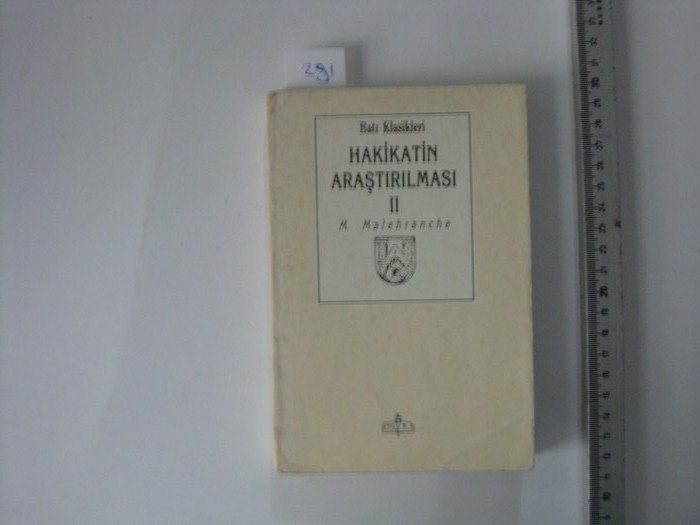 291
Batı Klasikleri
HAKİKATİN
ARAŞTIRILMASI
II
M. Malebranche